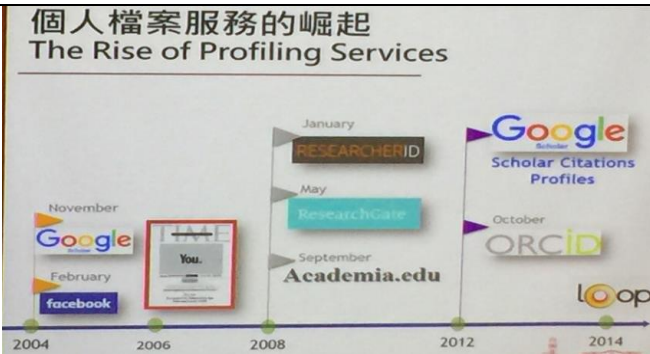 個人檔案服務的崛起
The Rise of Profiling Services
November
Google
Scholar
February
facebook
TIME
You.
January
RESEARCHERID
May
ResearchGate
September
Academia.edu
Google
Scholar
Scholar Citations
Profiles
October
ORCiD
Loop
2004
2006
2008
2012
2014